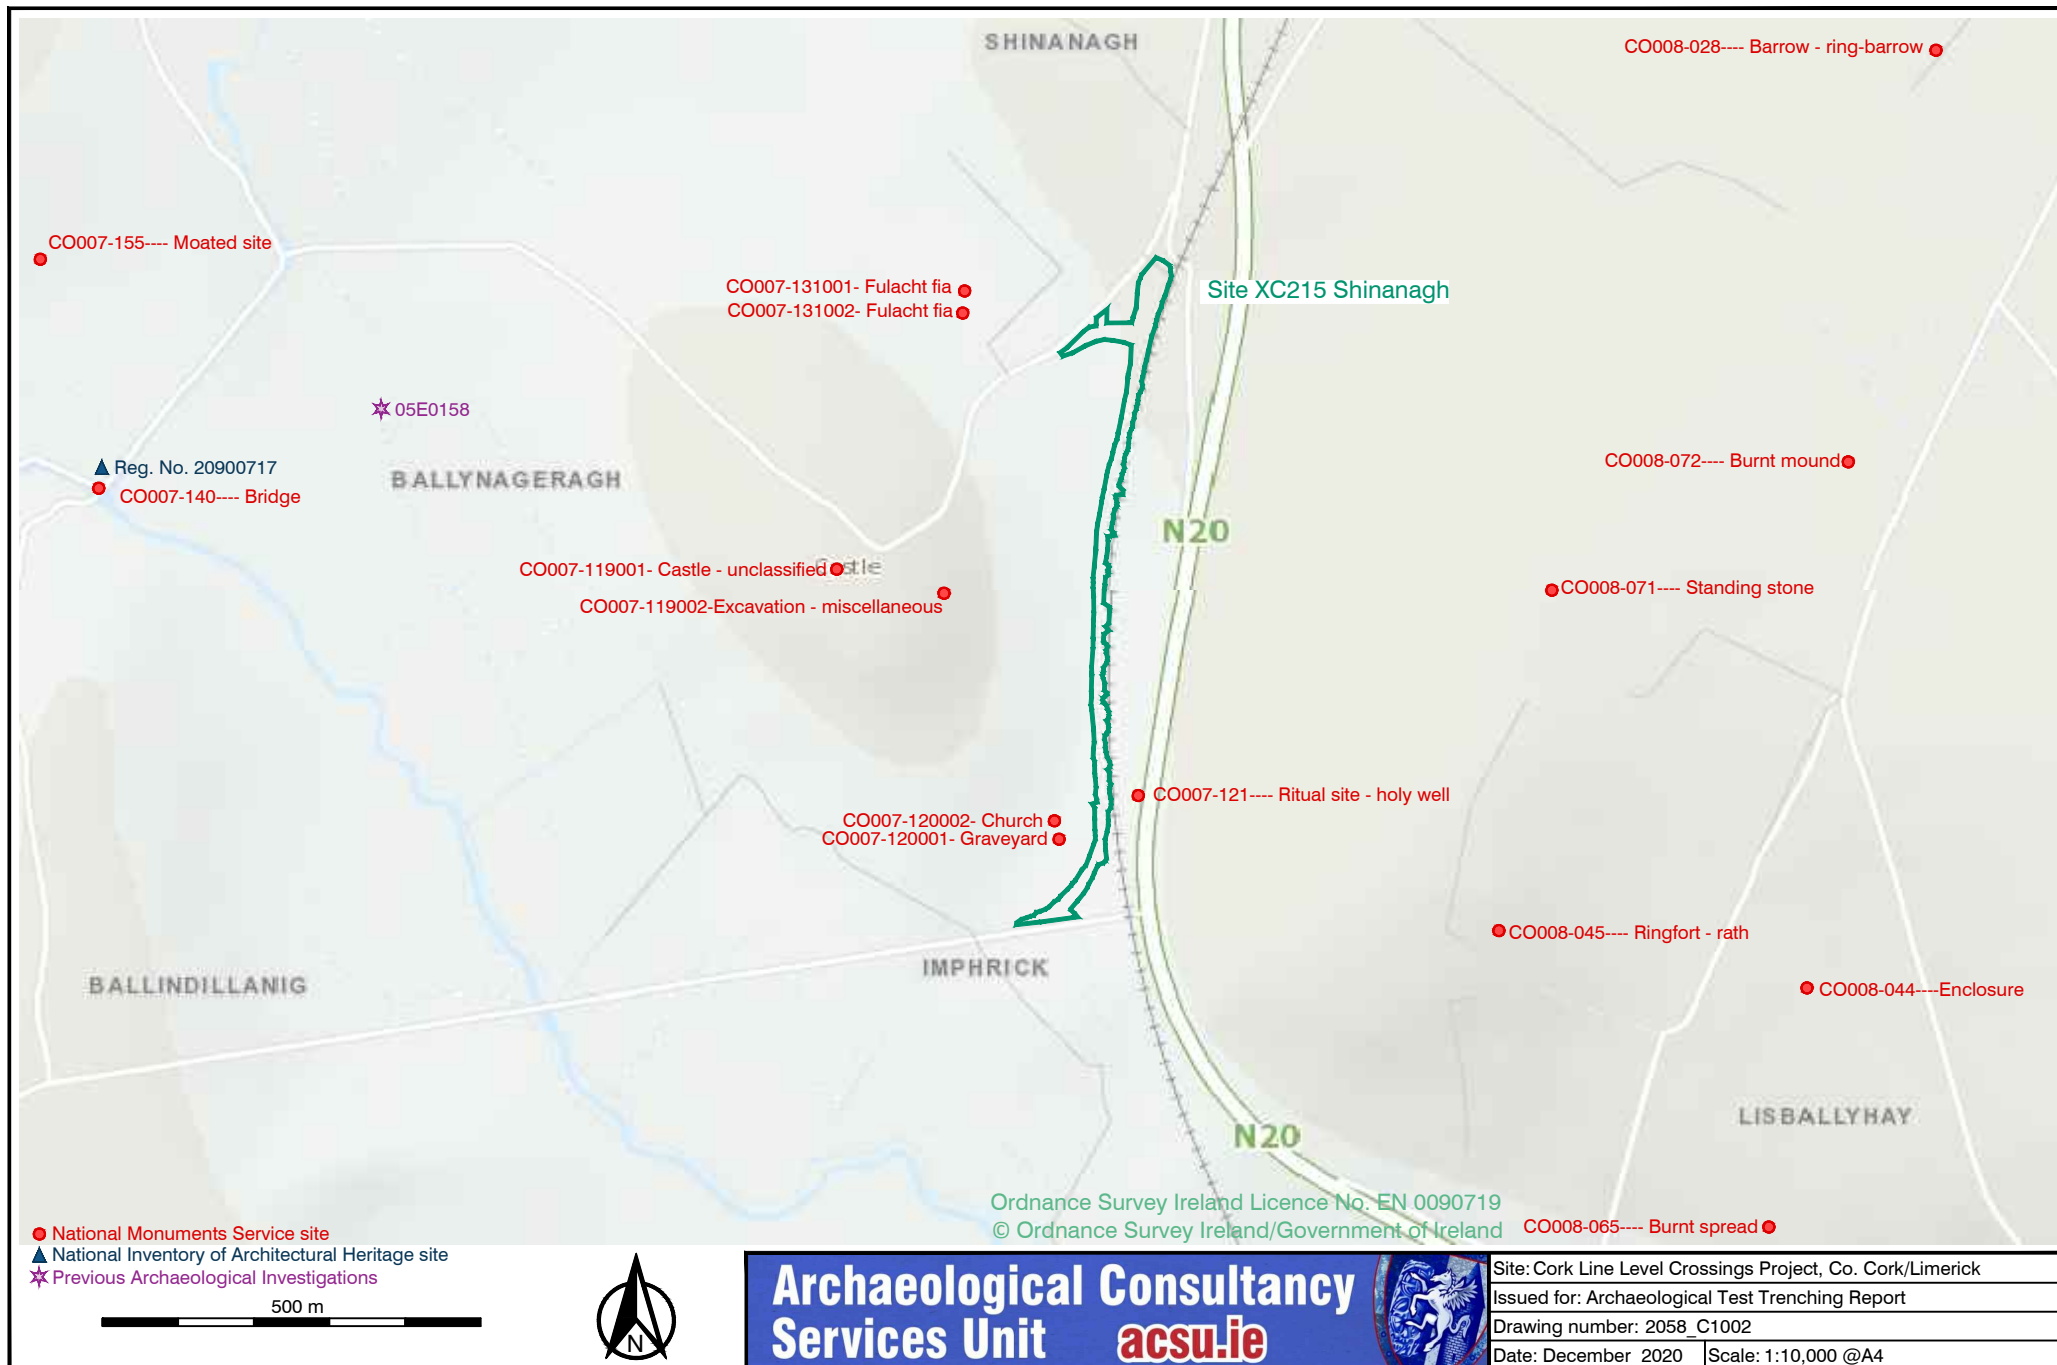 SHINANAGH
CO008-028---- Barrow - ring-barrow
CO007-155---- Moated site
CO007-131001- Fulacht fia
CO007-131002- Fulacht fia
Site XC215 Shinanagh
05E0158
Reg. No. 20900717
CO007-140---- Bridge
BALLYNAGERAGH
CO008-072---- Burnt mound
N20
CO007-119001- Castle - unclassified
Castle
CO007-119002-Excavation - miscellaneous
CO008-071---- Standing stone
CO007-121---- Ritual site - holy well
CO007-120002- Church
CO007-120001- Graveyard
CO008-045---- Ringfort - rath
IMPHRICK
BALLINDILLANIG
CO008-044----Enclosure
LISBALLYHAY
N20
Ordnance Survey Ireland Licence No. EN 0090719
© Ordnance Survey Ireland/Government of Ireland
CO008-065---- Burnt spread
National Monuments Service site
National Inventory of Architectural Heritage site
Previous Archaeological Investigations
500 m
N
Archaeological Consultancy
Services Unit acsu.ie
Site: Cork Line Level Crossings Project, Co. Cork/Limerick
Issued for: Archaeological Test Trenching Report
Drawing number: 2058_C1002
Date: December 2020 Scale: 1:10,000 @A4